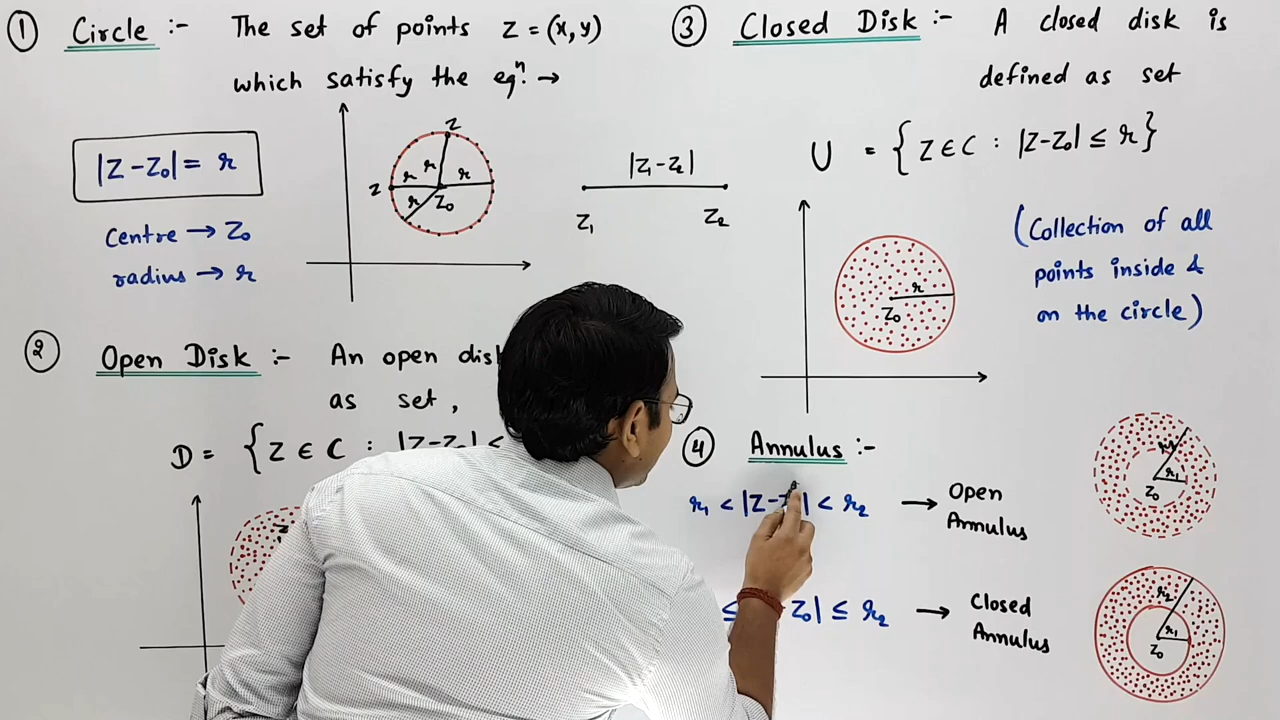 ① Circle :- The set of points Z = (x, y)
which satisfy the eqⁿ. →
|Z - Z₀| = r
centre → Z₀
radius → r
Z
r
r
r
Z
r
Z₀
|Z₁ - Z₂|
Z₁
Z₂
② Open Disk :- An open
as set,
D = { Z ∈ C :
③ Closed Disk :- A closed disk is
defined as set
U = { Z ∈ C : |Z - Z₀| ≤ r }
(Collection of all
points inside &
on the circle)
r
Z₀
④ Annulus :-
r₁ < |Z - | < r₂ → Open
Annulus
r₁
Z₀
≤ Z₀| ≤ r₂ → Closed
Annulus
r₂
r₁
Z₀